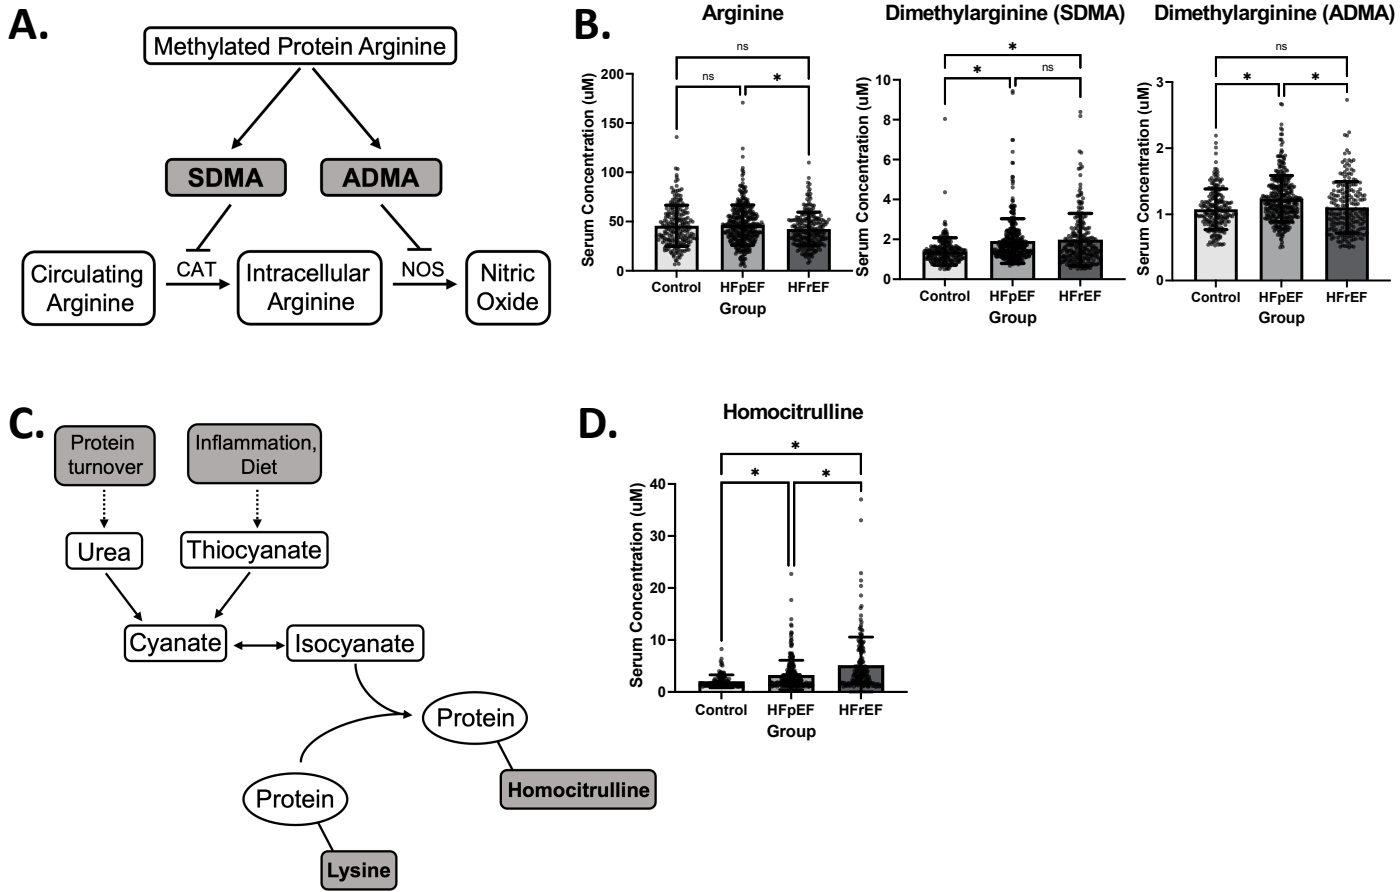 A.
Methylated Protein Arginine
SDMA
ADMA
Circulating
Arginine
CAT
Intracellular
Arginine
NOS
Nitric
Oxide
B.
Arginine
ns
ns
*
Serum Concentration (uM)
200
150
100
50
0
Control
HFpEF
HFrEF
Group
Dimethylarginine (SDMA)
*
*
ns
Serum Concentration (uM)
10
8
6
4
2
0
Control
HFpEF
HFrEF
Group
Dimethylarginine (ADMA)
ns
*
*
Serum Concentration (uM)
3
2
1
0
Control
HFpEF
HFrEF
Group
C.
Protein
turnover
Inflammation,
Diet
Urea
Thiocyanate
Cyanate
Isocyanate
Protein
Homocitrulline
Protein
Lysine
D.
Homocitrulline
*
*
*
Serum Concentration (uM)
40
30
20
10
0
Control
HFpEF
HFrEF
Group